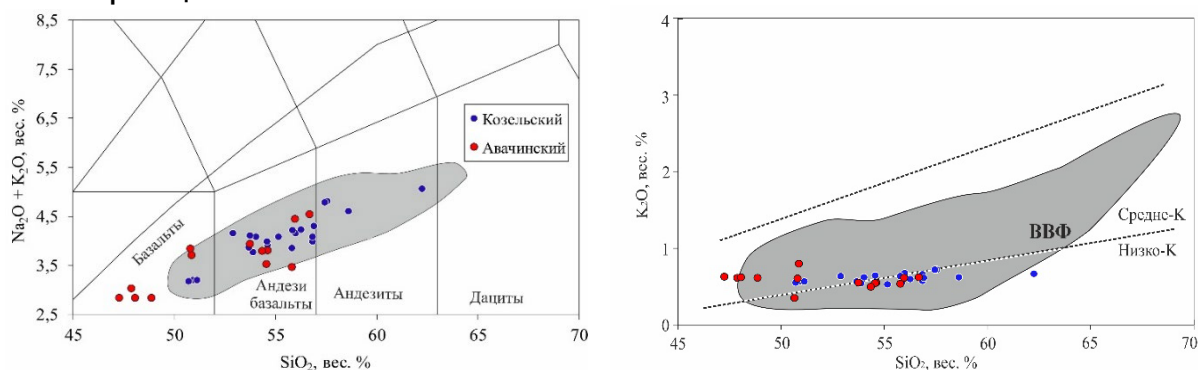 8,5
7,5
6,5
5,5
4,5
3,5
2,5
Na₂O + K₂O, вес. %
Козельский
Авачинский
Базальты
Андези
базальты
Андезиты
Дациты
45
50
55
60
65
70
SiO₂, вес. %
4
3
2
1
0
K₂O, вес. %
ВВФ
Средне-К
Низко-К
45
50
55
60
65
70
SiO₂, вес. %